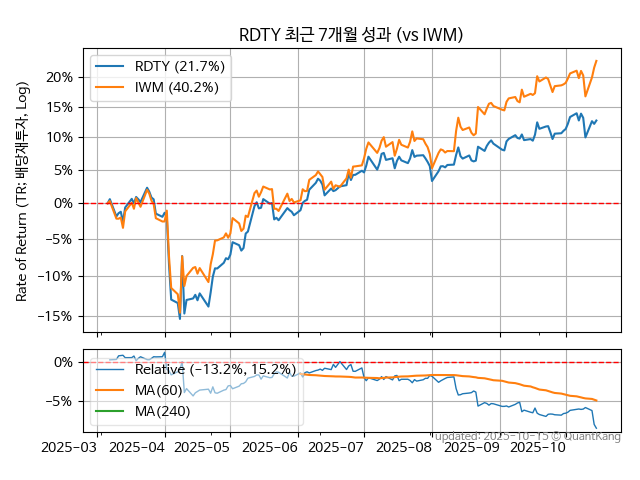 RDTY 최근 7개월 성과 (vs IWM)
Rate of Return (TR: 배당재투자, Log)
RDTY (21.7%)
IWM (40.2%)
20%
15%
10%
5%
0%
−5%
−10%
−15%
0%
−5%
Relative (−13.2%, 15.2%)
MA(60)
MA(240)
2025-03
2025-04
2025-05
2025-06
2025-07
2025-08
2025-09
2025-10
updated: 2025-10-15 © QuantKang